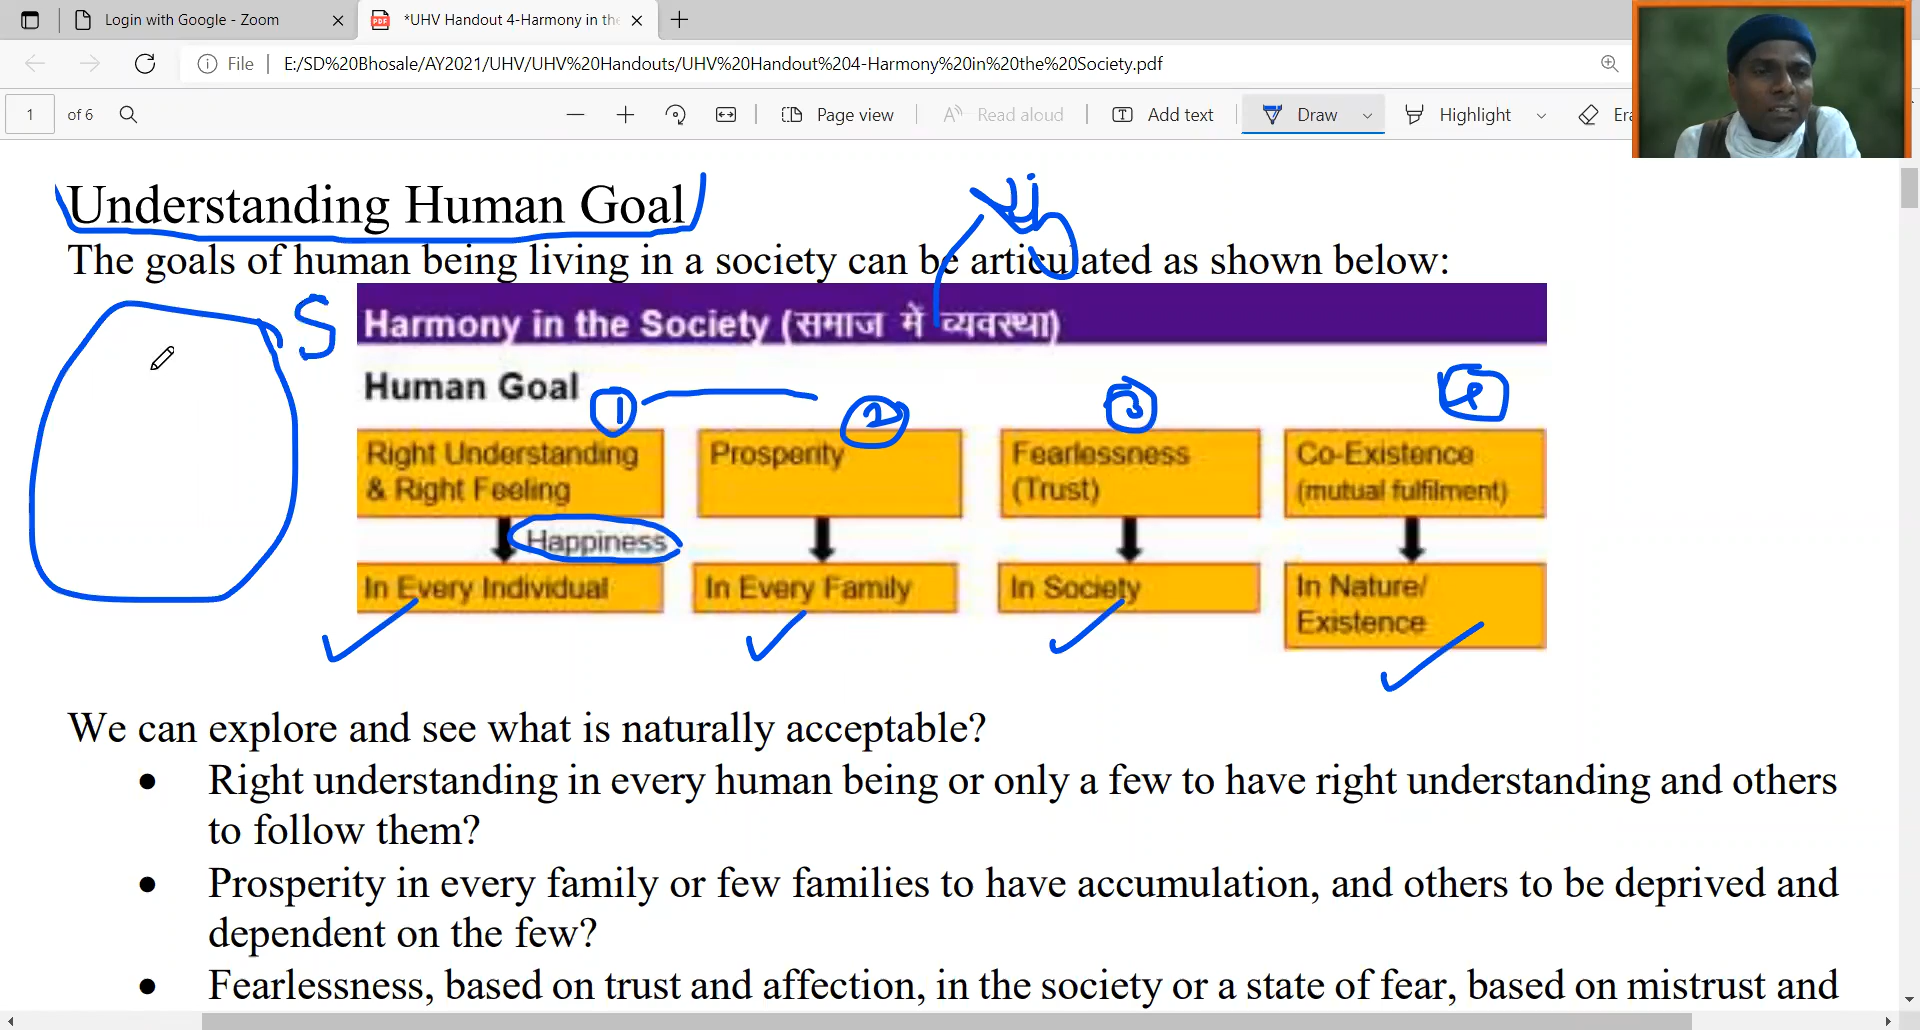 Login with Google - Zoom
*UHV Handout 4-Harmony in the
File
E:/SD%20Bhosale/AY2021/UHV/UHV%20Handouts/UHV%20Handout%204-Harmony%20in%20the%20Society.pdf
1 of 6
Page view
Read aloud
Add text
Draw
Highlight
Understanding Human Goal
The goals of human being living in a society can be articulated as shown below:
S
Harmony in the Society (समाज में व्यवस्था)
Human Goal
1 2 3 4
Right Understanding & Right Feeling
Prosperity
Fearlessness (Trust)
Co-Existence (mutual fulfilment)
Happiness
In Every Individual
In Every Family
In Society
In Nature/ Existence
We can explore and see what is naturally acceptable?
• Right understanding in every human being or only a few to have right understanding and others
to follow them?
• Prosperity in every family or few families to have accumulation, and others to be deprived and
dependent on the few?
• Fearlessness, based on trust and affection, in the society or a state of fear, based on mistrust and